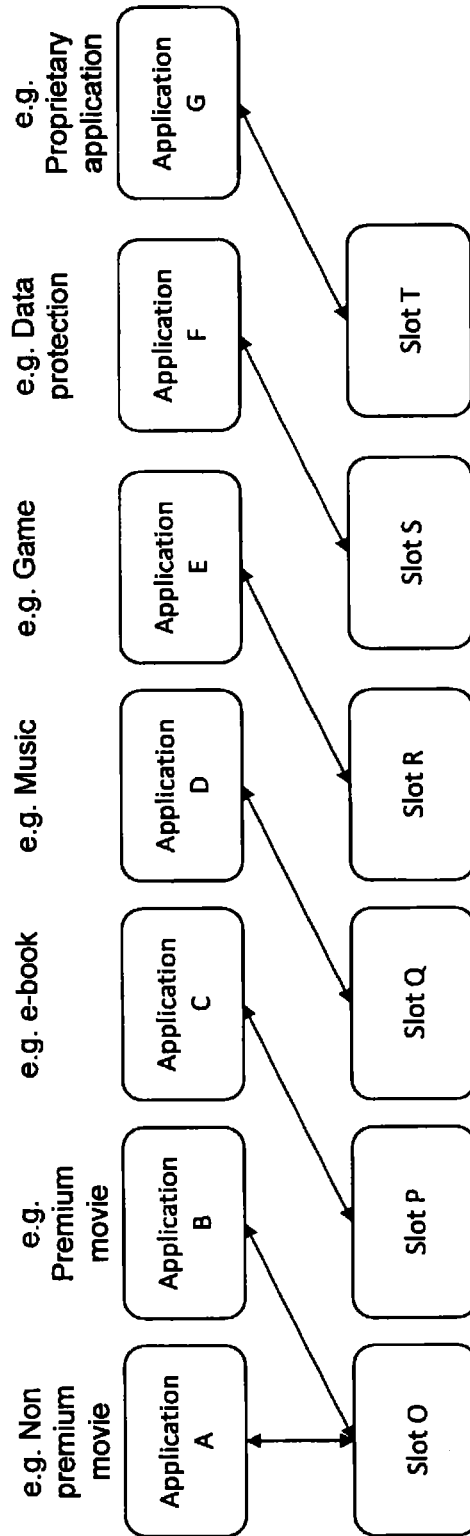 e.g. Non
premium
movie
e.g.
Premium
movie
e.g. e-book
e.g. Music
e.g. Game
e.g. Data
protection
e.g.
Proprietary
application
Application
A
Application
B
Application
C
Application
D
Application
E
Application
F
Application
G
Slot O
Slot P
Slot Q
Slot R
Slot S
Slot T